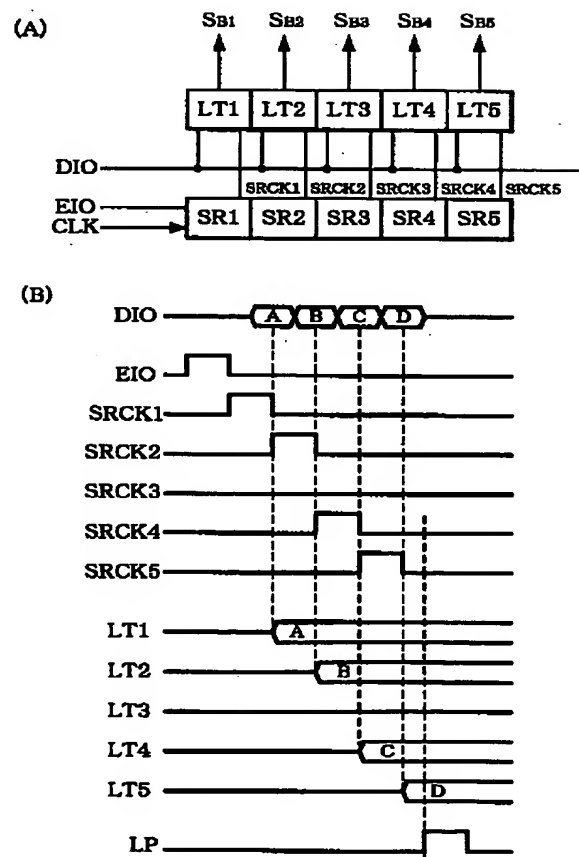 (A)
SB1 SB2 SB3 SB4 SB5
LT1 LT2 LT3 LT4 LT5
DIO
SRCK1 SRCK2 SRCK3 SRCK4 SRCK5
EIO
SR1 SR2 SR3 SR4 SR5
CLK
(B)
DIO A B C D
EIO
SRCK1
SRCK2
SRCK3
SRCK4
SRCK5
LT1 A
LT2 B
LT3
LT4 C
LT5 D
LP